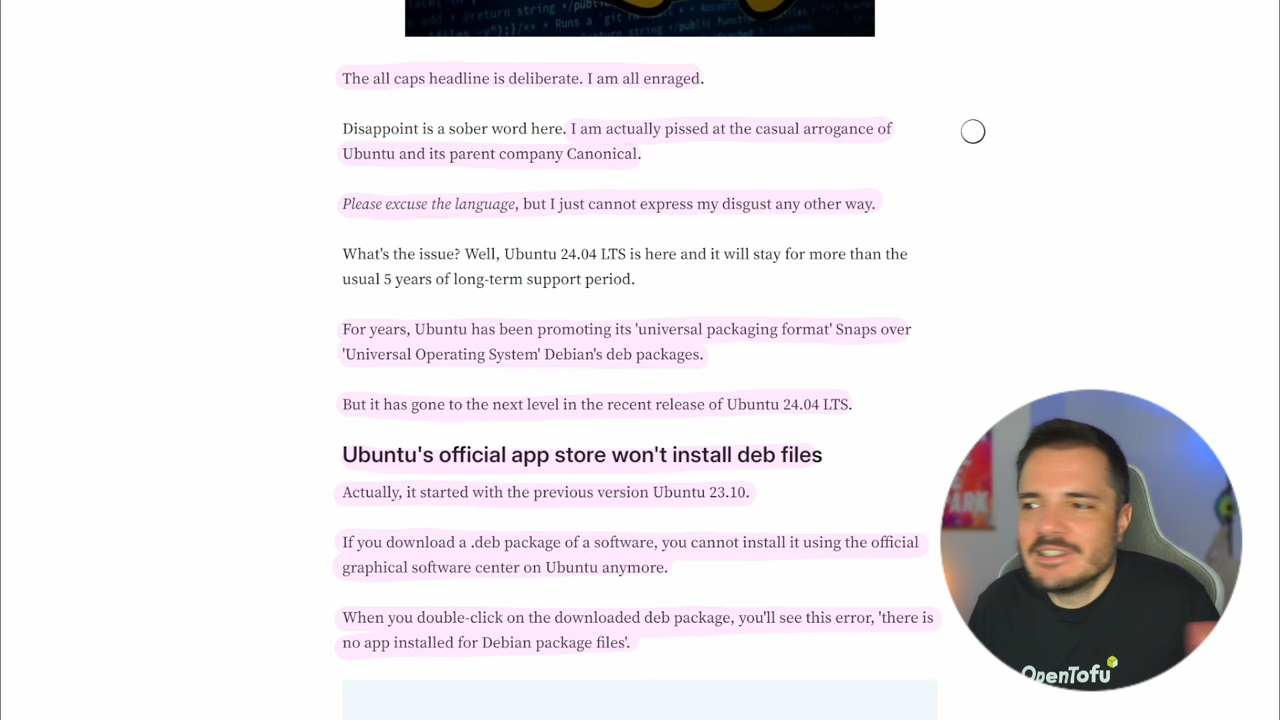 add * @return string */publi
*/** * Runs a 'git
The all caps headline is deliberate. I am all enraged.
Disappoint is a sober word here. I am actually pissed at the casual arrogance of
Ubuntu and its parent company Canonical.
Please excuse the language, but I just cannot express my disgust any other way.
What's the issue? Well, Ubuntu 24.04 LTS is here and it will stay for more than the
usual 5 years of long-term support period.
For years, Ubuntu has been promoting its 'universal packaging format' Snaps over
'Universal Operating System' Debian's deb packages.
But it has gone to the next level in the recent release of Ubuntu 24.04 LTS.
Ubuntu's official app store won't install deb files
Actually, it started with the previous version Ubuntu 23.10.
If you download a .deb package of a software, you cannot install it using the official
graphical software center on Ubuntu anymore.
When you double-click on the downloaded deb package, you'll see this error, 'there is
no app installed for Debian package files'.
ARK
OpenTofu